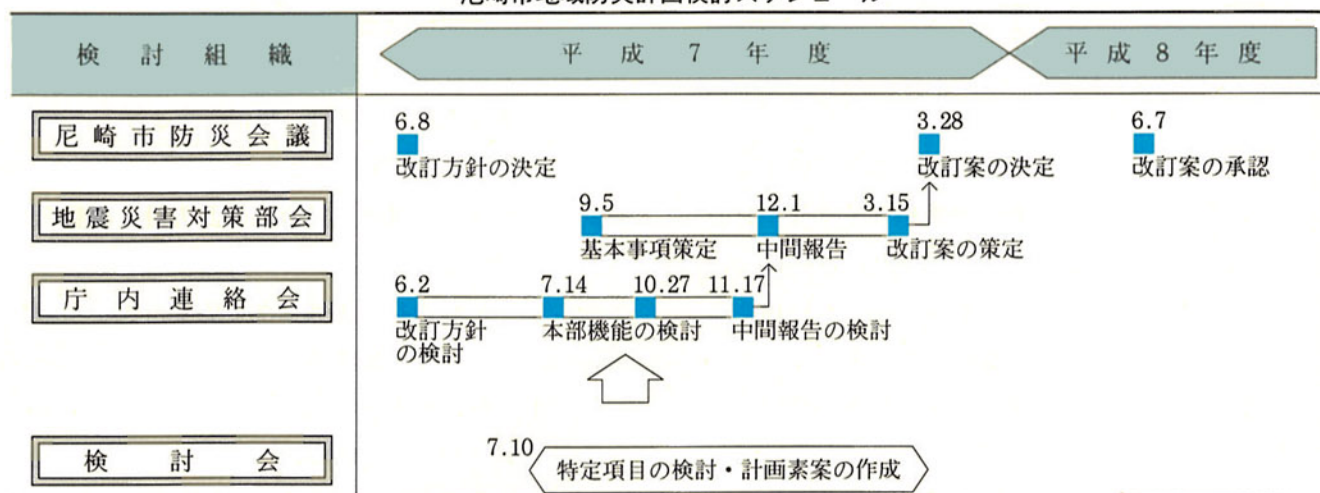 検討組織
平成7年度
平成8年度
尼崎市防災会議
6.8
改訂方針の決定
3.28
改訂案の決定
6.7
改訂案の承認
地震災害対策部会
9.5
基本事項策定
12.1
中間報告
3.15
改訂案の策定
庁内連絡会
6.2
改訂方針
の検討
7.14
10.27
本部機能の検討
11.17
中間報告の検討
検討会
7.10
特定項目の検討・計画素案の作成